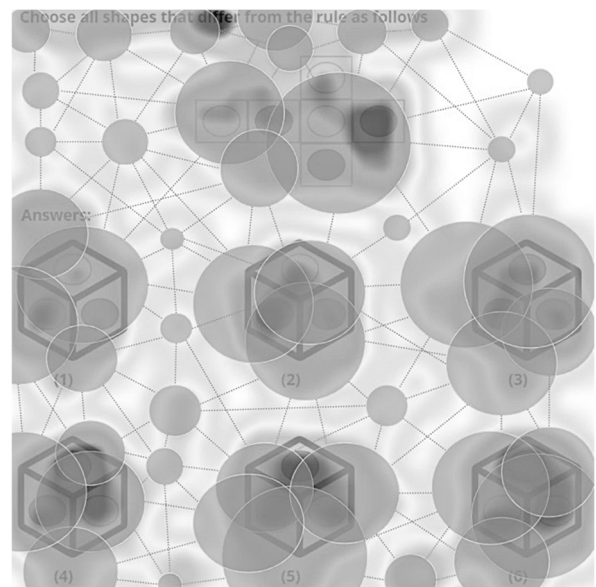 Choose all shapes that differ from the rule as follows
Answers:
(1) (2) (3)
(4) (5) (6)